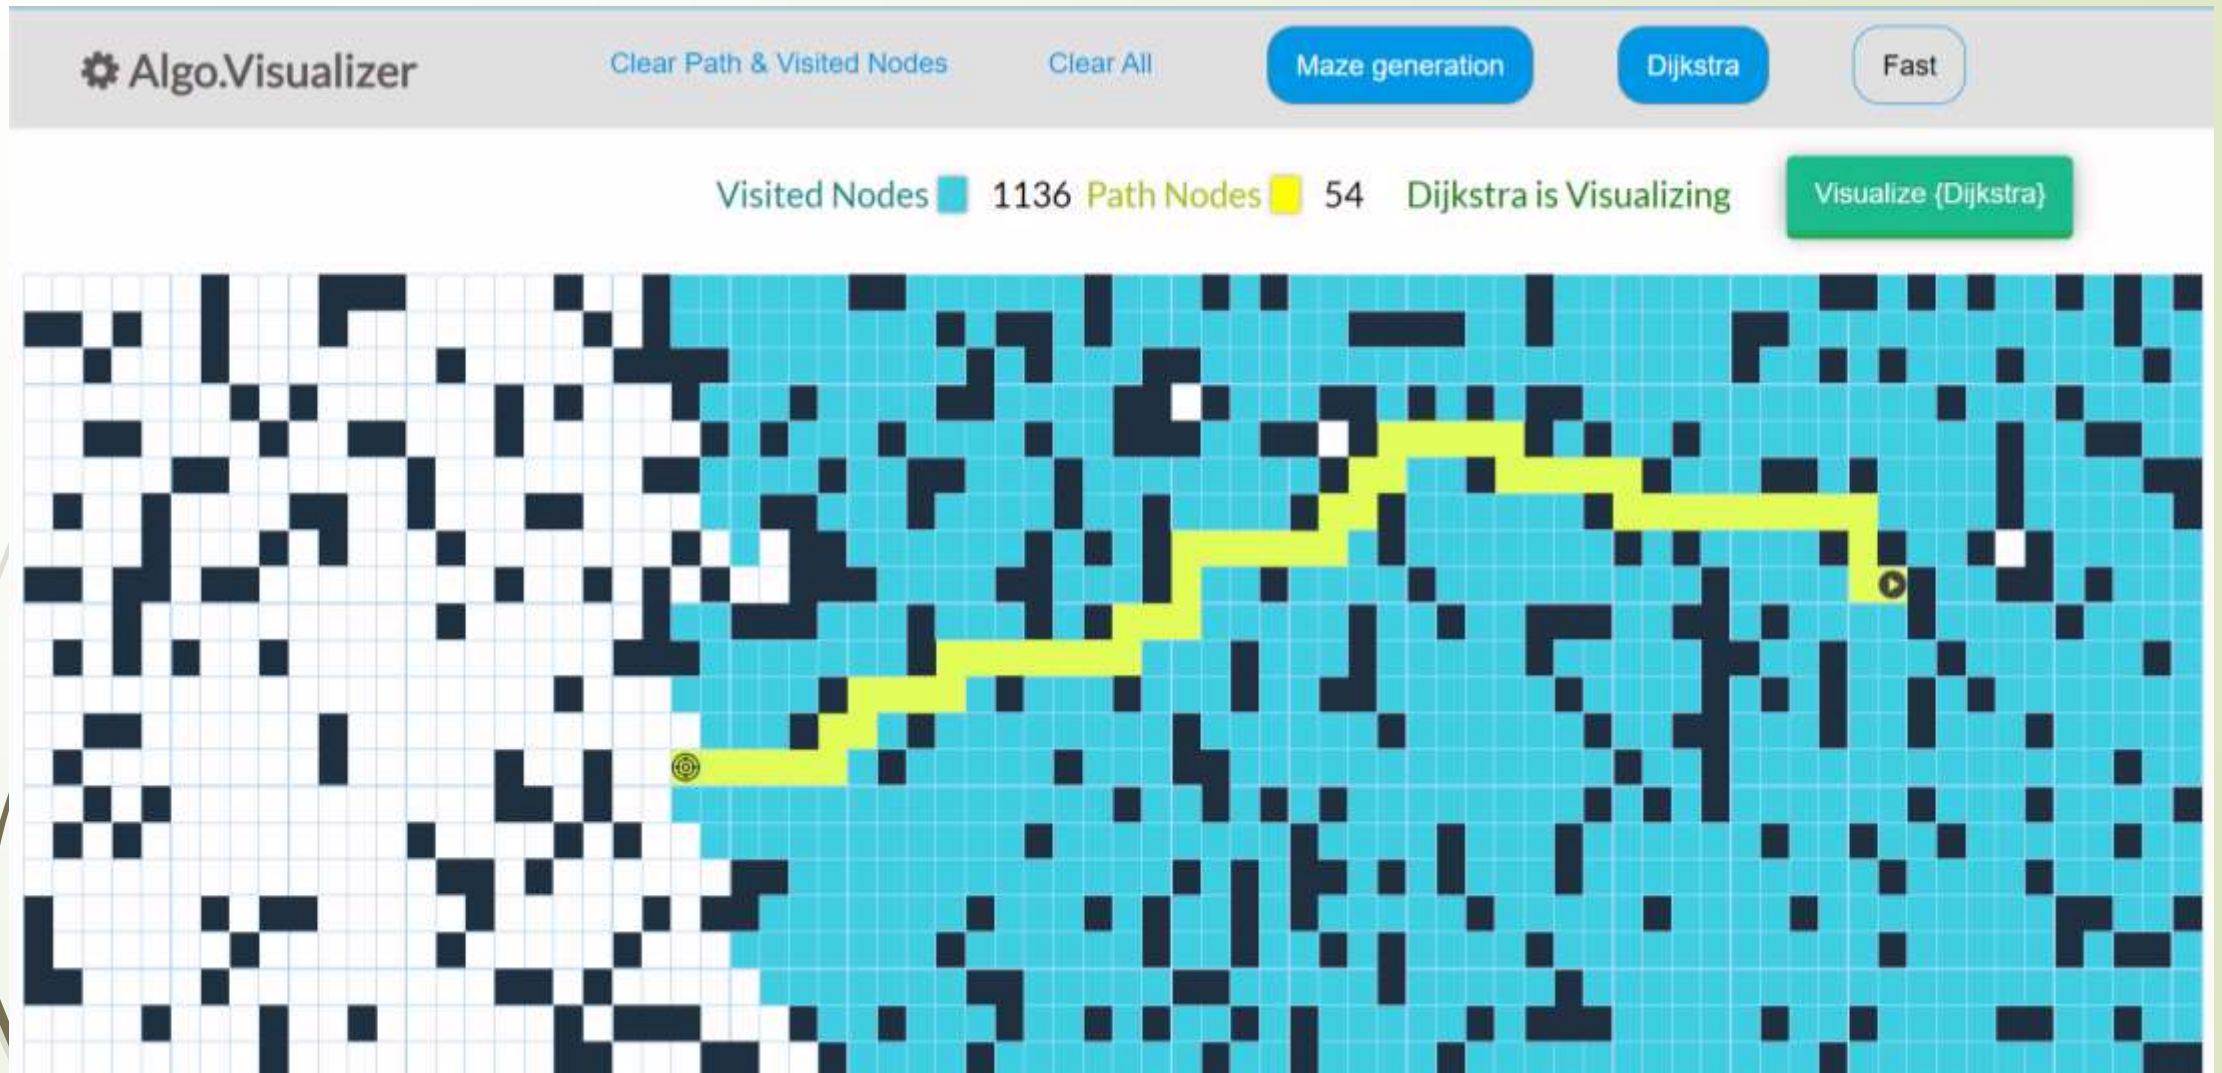 Algo.Visualizer Clear Path & Visited Nodes Clear All Maze generation Dijkstra Fast
Visited Nodes 1136 Path Nodes 54 Dijkstra is Visualizing Visualize {Dijkstra}